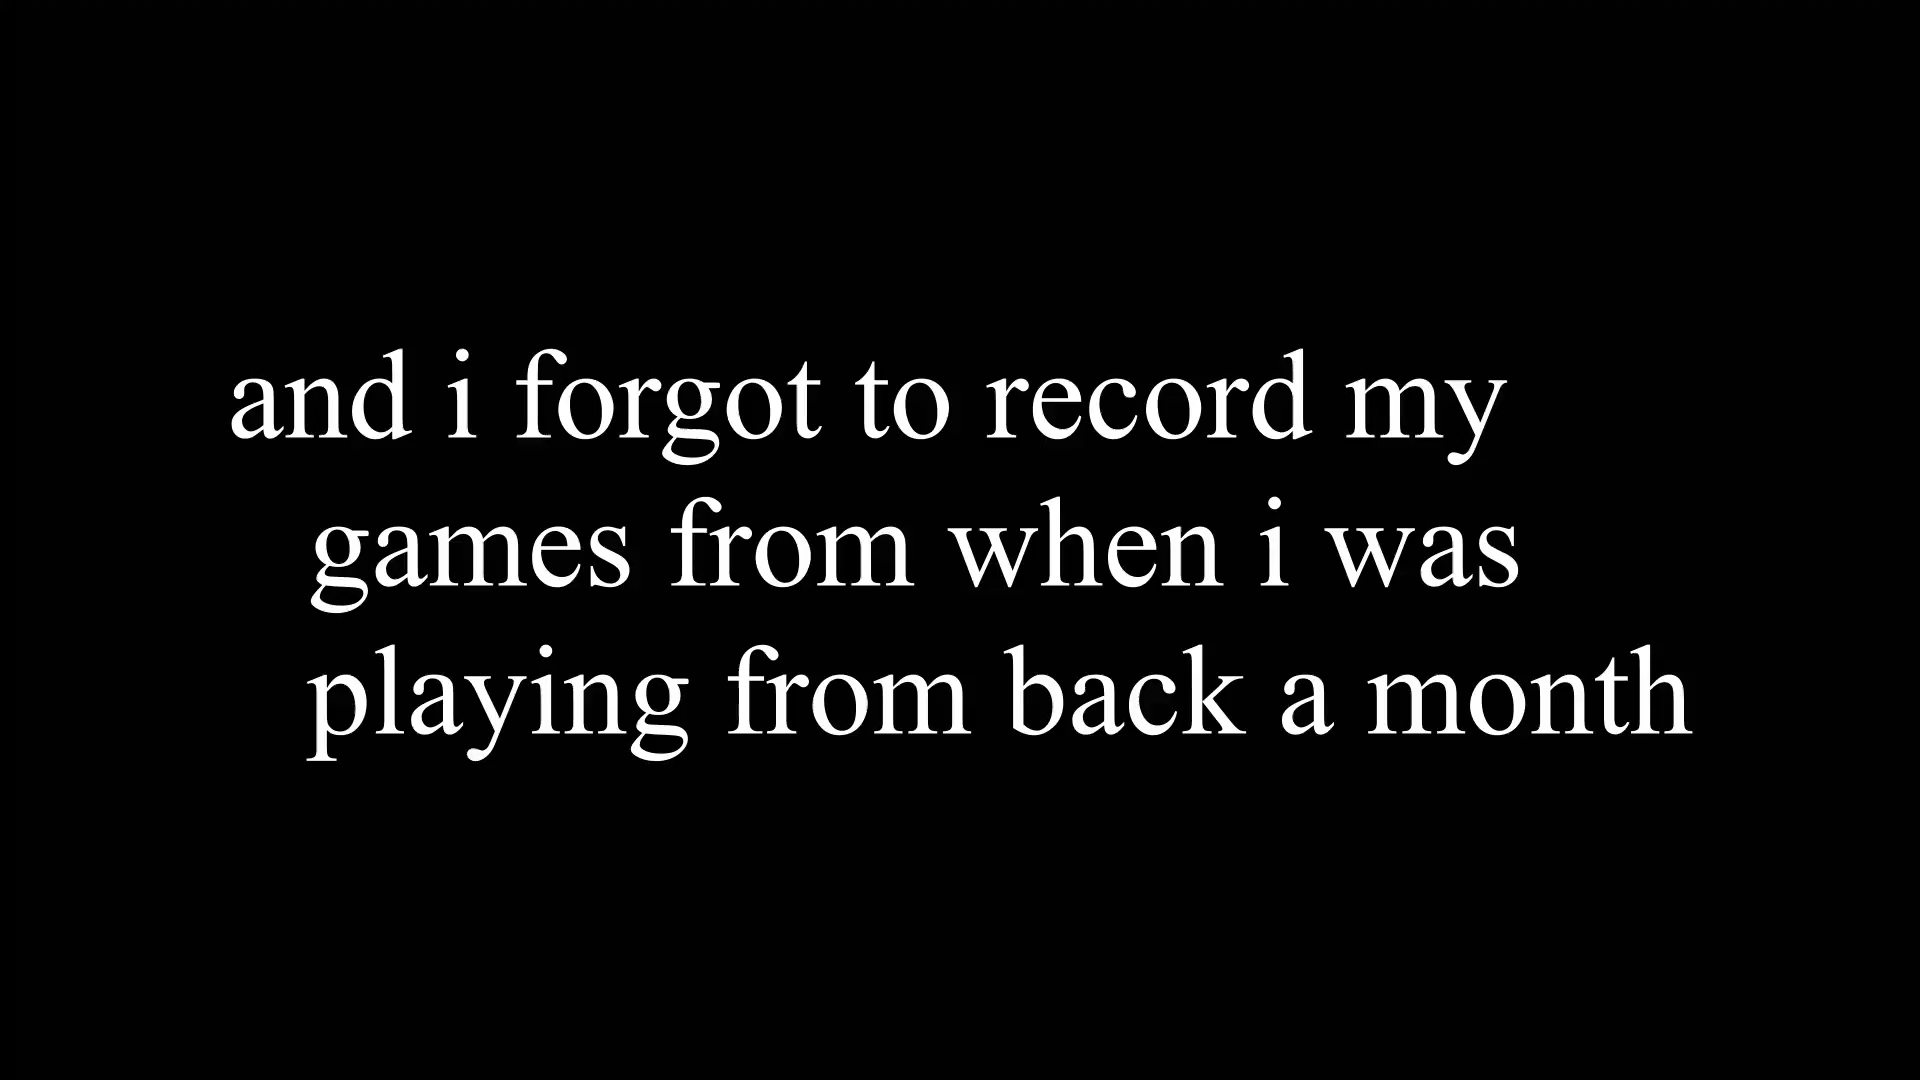 and i forgot to record my
games from when i was
playing from back a month